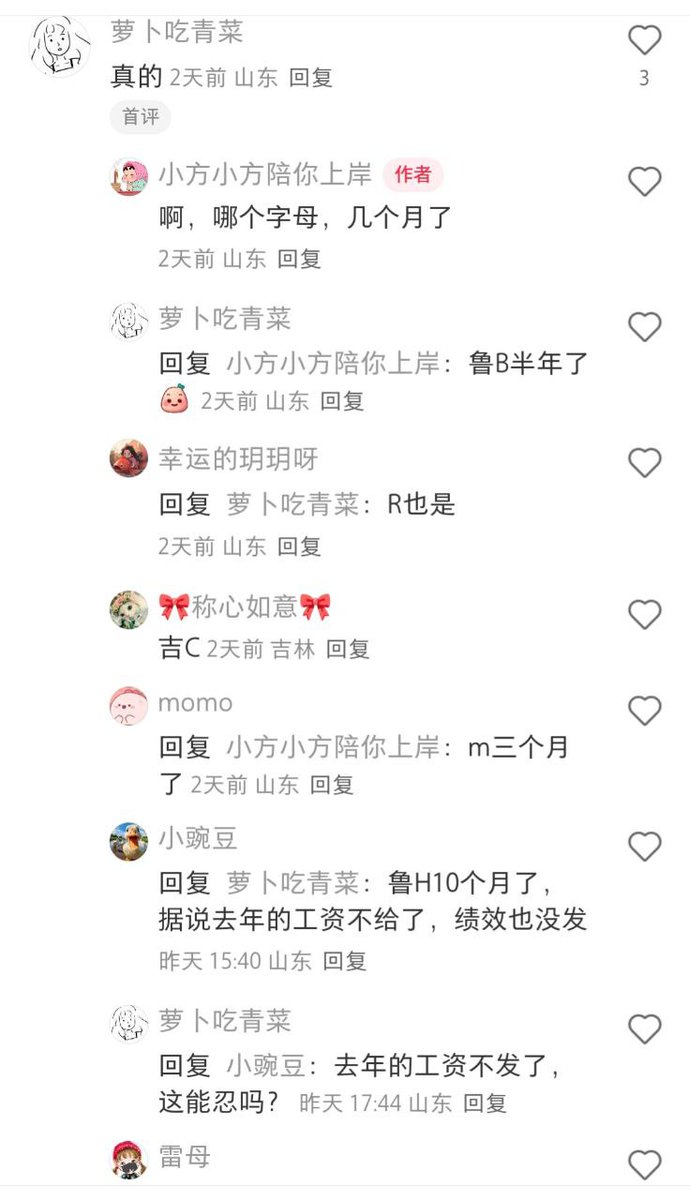 萝卜吃青菜
真的 2天前 山东 回复
3
首评
小方小方陪你上岸 作者
啊，哪个字母，几个月了
2天前 山东 回复
萝卜吃青菜
回复 小方小方陪你上岸：鲁B半年了
2天前 山东 回复
幸运的玥玥呀
回复 萝卜吃青菜：R也是
2天前 山东 回复
🎀称心如意🎀
吉C 2天前 吉林 回复
momo
回复 小方小方陪你上岸：m三个月
了 2天前 山东 回复
小豌豆
回复 萝卜吃青菜：鲁H10个月了，
据说去年的工资不给了，绩效也没发
昨天 15:40 山东 回复
萝卜吃青菜
回复 小豌豆：去年的工资不发了，
这能忍吗？ 昨天 17:44 山东 回复
雷母